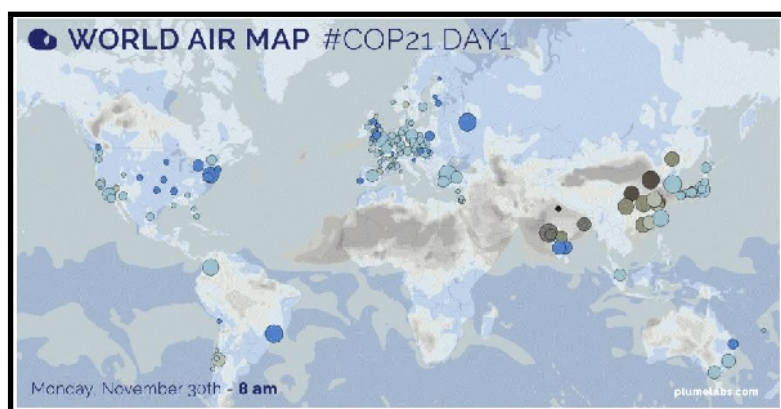 WORLD AIR MAP #COP21 DAY1
Monday, November 30th - 8 am
plumelabs.com